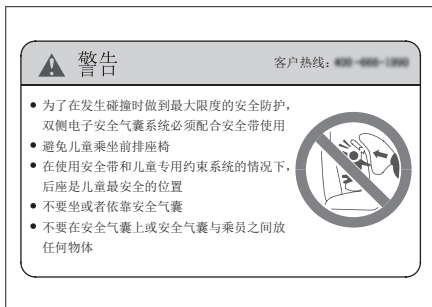 警告
客户热线：
● 为了在发生碰撞时做到最大限度的安全防护，
双侧电子安全气囊系统必须配合安全带使用
● 避免儿童乘坐前排座椅
● 在使用安全带和儿童专用约束系统的情况下，
后座是儿童最安全的位置
● 不要坐或者依靠安全气囊
● 不要在安全气囊上或安全气囊与乘员之间放
任何物体